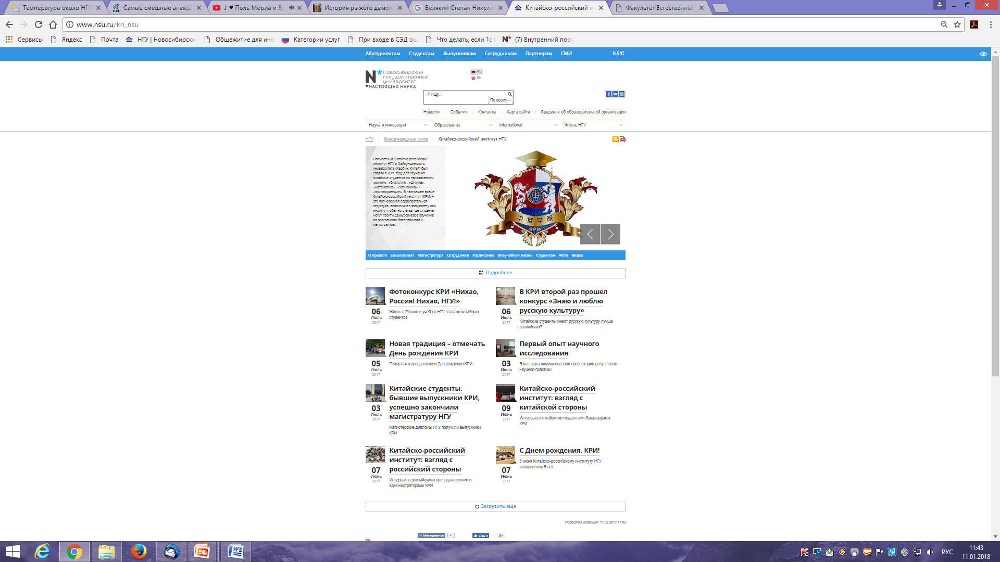 Температура около НГУ
Самые смешные анекдо
♪ ♥ Поль Мориа и Ег
История рыжего демон
Белякин Степан Никола
Китайско-российский и
Факультет Естественных
www.nsu.ru/kri_nsu
Сервисы
Яндекс
Почта
НГУ | Новосибирски
Общежитие для ино
Категории услуг
При входе в СЭД ош
Что делать, если 1с
(7) Внутренний порт
Абитуриентам Студентам Выпускникам Сотрудникам Партнерам СМИ 0.5℃
N*Новосибирский
государственный
университет
*НАСТОЯЩАЯ НАУКА
RU
EN
Я ищу...
По всему
Новости События Контакты Карта сайта Сведения об образовательной организации
Наука и инновации Образование International Жизнь НГУ
НГУ / Международные связи / Китайско-российский институт НГУ
Совместный Китайско-российский
институт НГУ и Хэйлунцзянского
университета (Харбин, Китай) был
создан в 2011 году для обучения
китайских студентов по направлениям
«химия», «биология», «физика»,
«математика», «экономика» и
«юриспруденция». В настоящее время
Китайско-российский институт (КРИ) –
это полновесная образовательная
структура, аналогичная факультету или
институту обычного вуза, где студенты
могут пройти двухуровневое обучение
по программам бакалавриата и
магистратуры.
中俄学院
КРИ
О проекте Бакалавриат Магистратура Сотрудники Расписание Внеучебная жизнь Студентам Фото Видео
Подробнее
Фотоконкурс КРИ «Нихао,
Россия! Нихао, НГУ!»
06
Июль
2017
Жизнь в России и учеба в НГУ глазами китайских
студентов
В КРИ второй раз прошел
конкурс «Знаю и люблю
русскую культуру»
06
Июль
2017
Китайские студенты знают русскую культуру лучше
российских?
Новая традиция – отмечать
День рождения КРИ
05
Июль
2017
Репортаж о праздновании Дня рождения КРИ
Первый опыт научного
исследования
03
Июль
2017
Бакалавры-химики сделали презентации результатов
научной практики
Китайские студенты,
бывшие выпускники КРИ,
успешно закончили
магистратуру НГУ
03
Июль
2017
Магистерские дипломы НГУ получили выпускники
КРИ
Китайско-российский
институт: взгляд с
китайской стороны
09
Июнь
2017
Интервью с китайскими студентами-бакалаврами
КРИ
Китайско-российский
институт: взгляд с
российский стороны
07
Июнь
2017
Интервью с российскими преподавателями и
администраторами КРИ
С Днем рождения, КРИ!
07
Июнь
2017
5 июня Китайско-российскому институту НГУ
исполнилось 6 лет
Загрузить еще
Последняя редакция: 17.02.2017 11:43
Мне нравится +1 Like 0 G+
РУС
11:43
11.01.2018